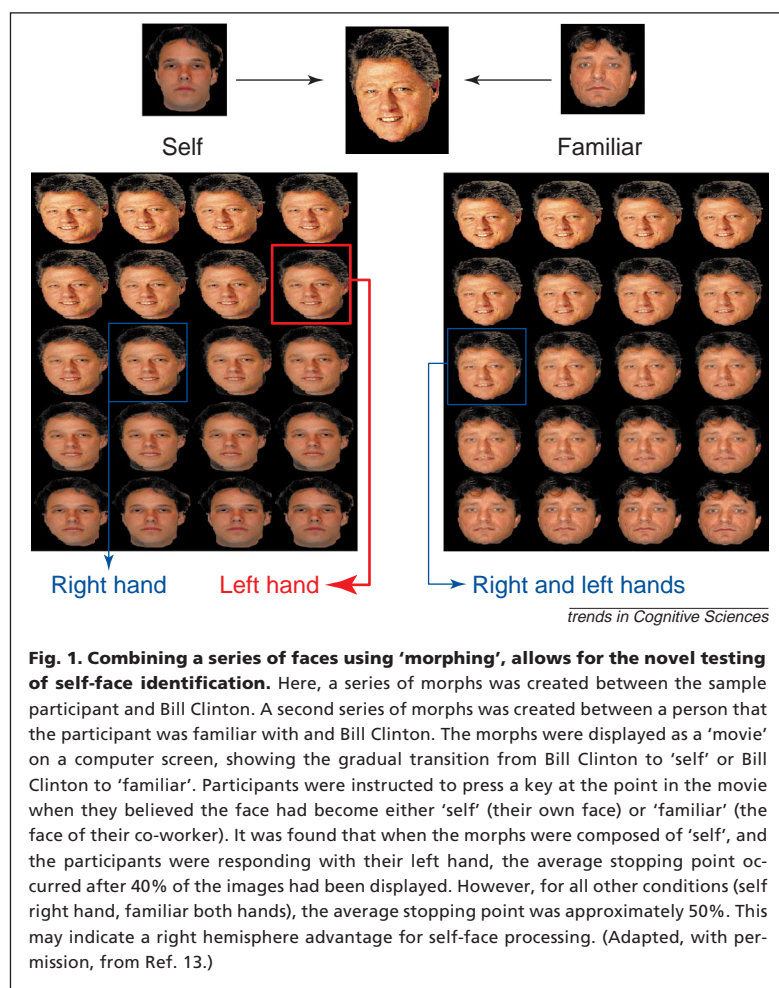 Self
Familiar
Right hand
Left hand
Right and left hands
trends in Cognitive Sciences
Fig. 1. Combining a series of faces using ‘morphing’, allows for the novel testing
of self-face identification. Here, a series of morphs was created between the sample
participant and Bill Clinton. A second series of morphs was created between a person that
the participant was familiar with and Bill Clinton. The morphs were displayed as a ‘movie’
on a computer screen, showing the gradual transition from Bill Clinton to ‘self’ or Bill
Clinton to ‘familiar’. Participants were instructed to press a key at the point in the movie
when they believed the face had become either ‘self’ (their own face) or ‘familiar’ (the
face of their co-worker). It was found that when the morphs were composed of ‘self’, and
the participants were responding with their left hand, the average stopping point oc-
curred after 40% of the images had been displayed. However, for all other conditions (self
right hand, familiar both hands), the average stopping point was approximately 50%. This
may indicate a right hemisphere advantage for self-face processing. (Adapted, with per-
mission, from Ref. 13.)